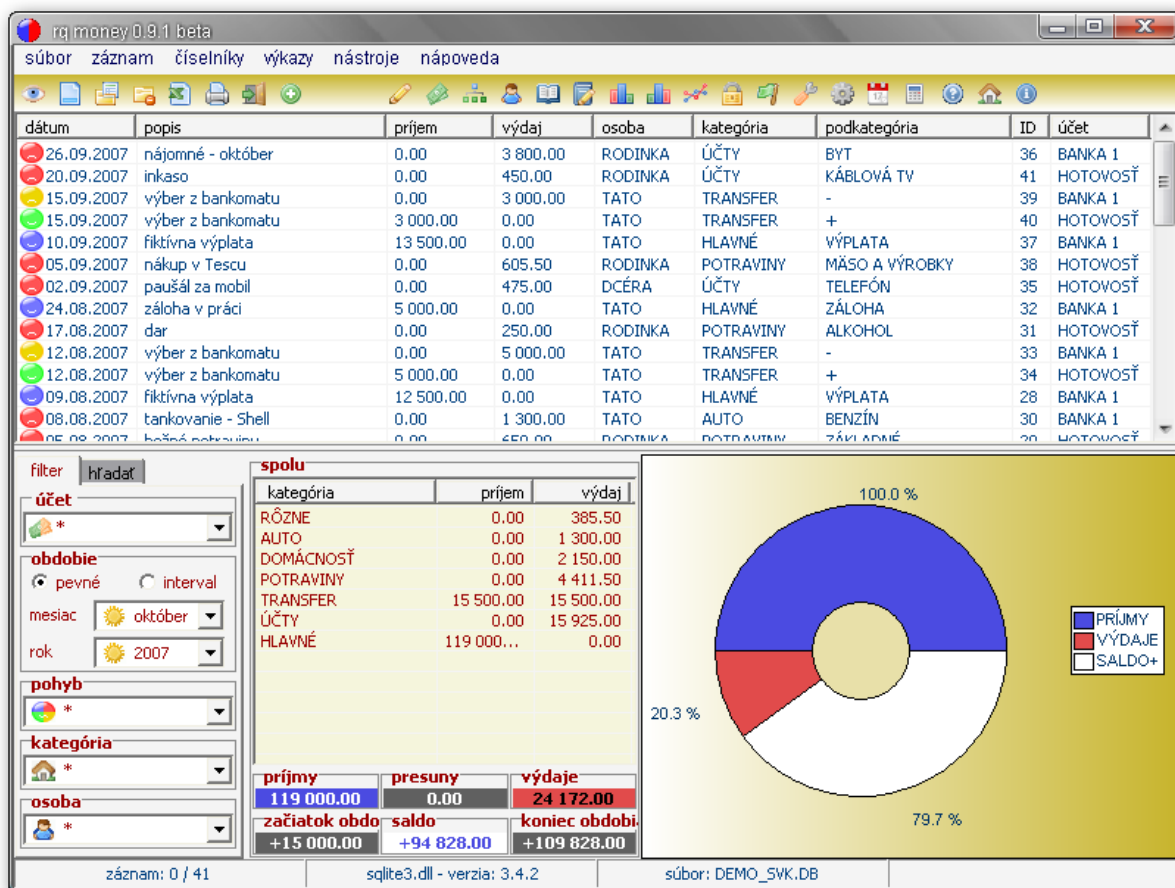 rq money 0.9.1 beta
súbor záznam číselníky výkazy nástroje nápoveda
dátum popis príjem výdaj osoba kategória podkategória ID účet
26.09.2007 nájomné - október 0.00 3 800.00 RODINKA ÚČTY BYT 36 BANKA 1
20.09.2007 inkaso 0.00 450.00 RODINKA ÚČTY KÁBLOVÁ TV 41 HOTOVOSŤ
15.09.2007 výber z bankomatu 0.00 3 000.00 TATO TRANSFER - 39 BANKA 1
15.09.2007 výber z bankomatu 3 000.00 0.00 TATO TRANSFER + 40 HOTOVOSŤ
10.09.2007 fiktívna výplata 13 500.00 0.00 TATO HLAVNÉ VÝPLATA 37 BANKA 1
05.09.2007 nákup v Tescu 0.00 605.50 RODINKA POTRAVINY MÄSO A VÝROBKY 38 HOTOVOSŤ
02.09.2007 paušál za mobil 0.00 475.00 DCÉRA ÚČTY TELEFÓN 35 HOTOVOSŤ
24.08.2007 záloha v práci 5 000.00 0.00 TATO HLAVNÉ ZÁLOHA 32 BANKA 1
17.08.2007 dar 0.00 250.00 RODINKA POTRAVINY ALKOHOL 31 HOTOVOSŤ
12.08.2007 výber z bankomatu 0.00 5 000.00 TATO TRANSFER - 33 BANKA 1
12.08.2007 výber z bankomatu 5 000.00 0.00 TATO TRANSFER + 34 HOTOVOSŤ
09.08.2007 fiktívna výplata 12 500.00 0.00 TATO HLAVNÉ VÝPLATA 28 BANKA 1
08.08.2007 tankovanie - Shell 0.00 1 300.00 TATO AUTO BENZÍN 30 BANKA 1
05.08.2007 0.00 650.00 RODINKA POTRAVINY ZÁKLADNÉ HOTOVOSŤ
filter hľadať
účet
*
obdobie
pevné interval
mesiac október
rok 2007
pohyb
*
kategória
*
osoba
*
spolu
kategória príjem výdaj
RÔZNE 0.00 385.50
AUTO 0.00 1 300.00
DOMÁCNOSŤ 0.00 2 150.00
POTRAVINY 0.00 4 411.50
TRANSFER 15 500.00 15 500.00
ÚČTY 0.00 15 925.00
HLAVNÉ 119 000... 0.00
príjmy presuny výdaje
119 000.00 0.00 24 172.00
začiatok obdo saldo koniec obdobi
+15 000.00 +94 828.00 +109 828.00
100.0 %
PRÍJMY
VÝDAJE
SALDO+
20.3 %
79.7 %
záznam: 0 / 41 sqlite3.dll - verzia: 3.4.2 súbor: DEMO_SVK.DB